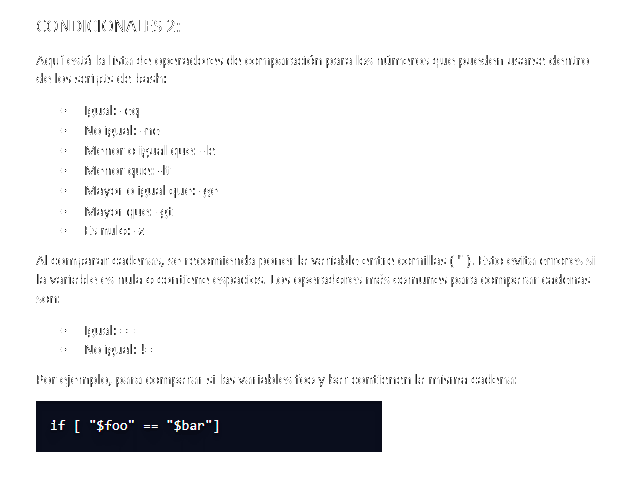 CONDICIONALES 2:
Aquí está la lista de operadores de comparación para los números que pueden usarse dentro
de los scripts de bash:
Igual: -eq
No igual: -ne
Menor o igual que: -le
Menor que: -lt
Mayor o igual que: -ge
Mayor que: -gt
Es nulo: -z
Al comparar cadenas, se recomienda poner la variable entre comillas ( " ). Esto evita errores si
la variable es nula o contiene espacios. Los operadores más comunes para comparar cadenas
son:
Igual: ==
No igual: !=
Por ejemplo, para comparar si las variables foo y bar contienen la misma cadena:
if [ "$foo" == "$bar"]